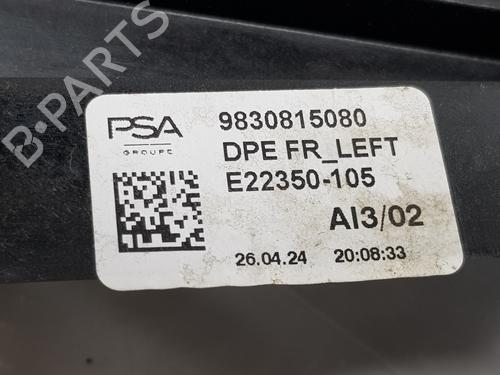 B-PARTS
PSA
GROUPE
9830815080
DPE FR_LEFT
E22350-105
AI3/02
26.04.24 20:08:33